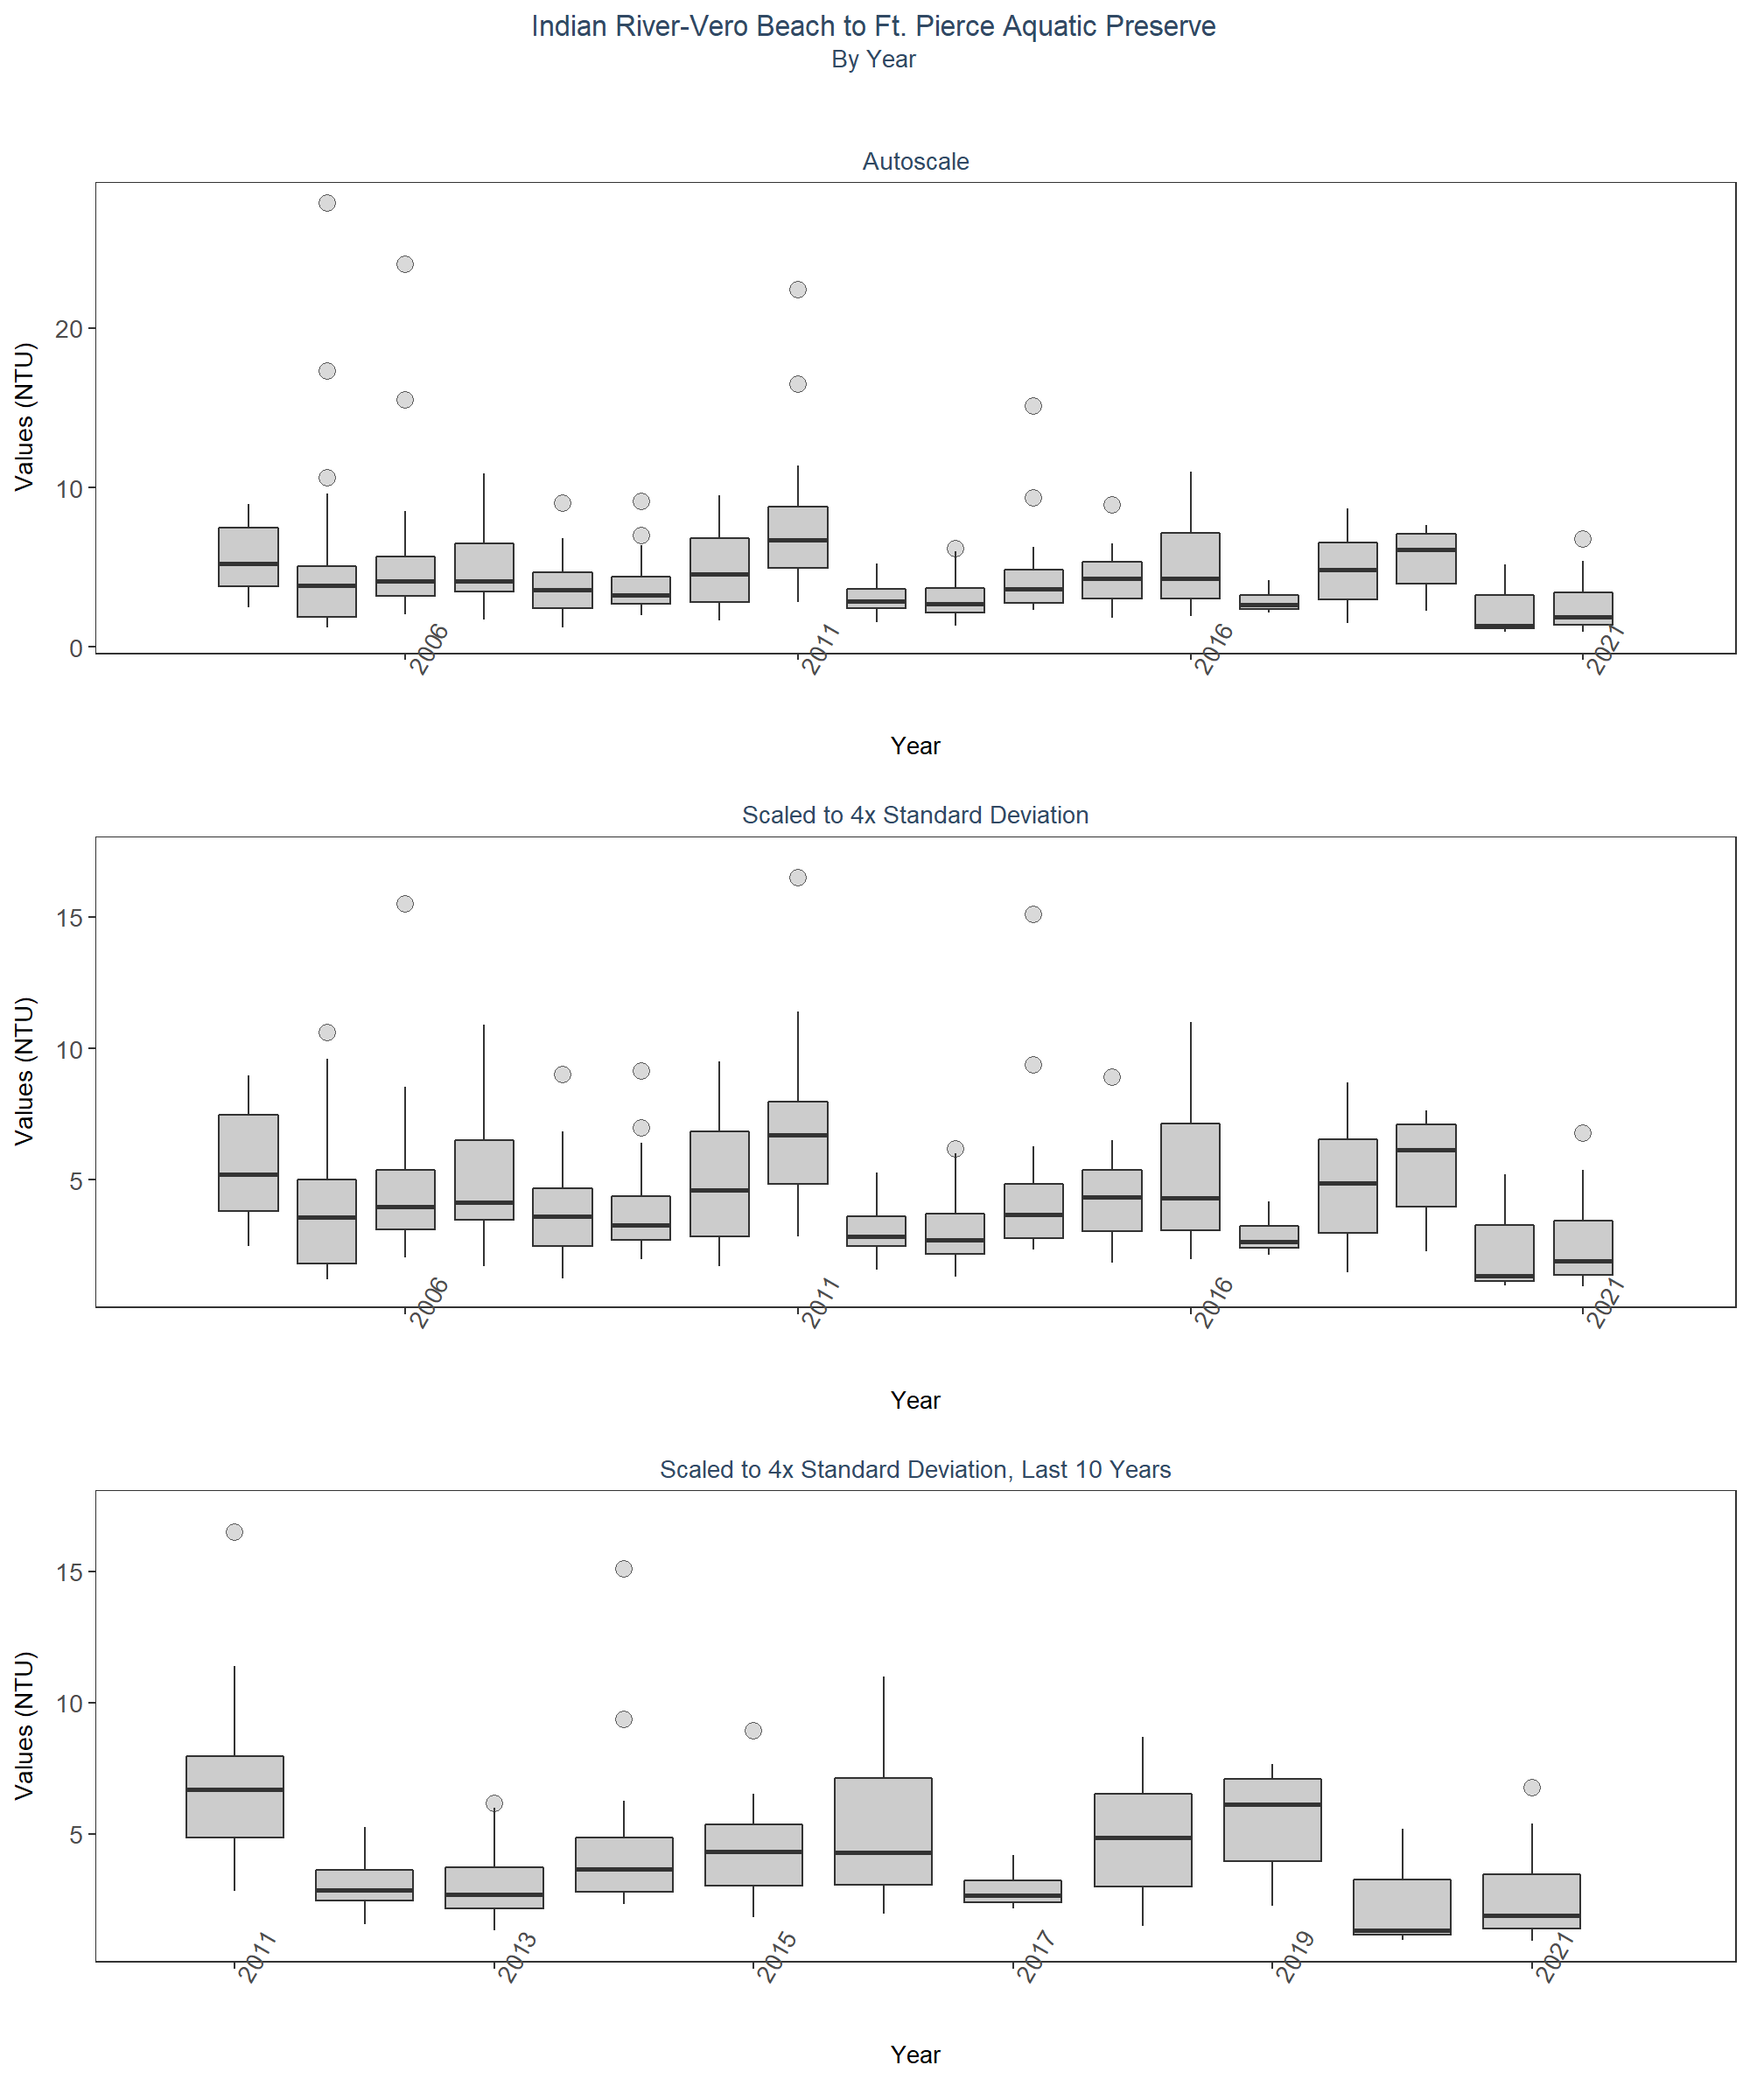 Indian River-Vero Beach to Ft. Pierce Aquatic Preserve
By Year
Autoscale
Values (NTU)
20
10
0
2006
2011
2016
2021
Year
Scaled to 4x Standard Deviation
Values (NTU)
15
10
5
2006
2011
2016
2021
Year
Scaled to 4x Standard Deviation, Last 10 Years
Values (NTU)
15
10
5
2011
2013
2015
2017
2019
2021
Year